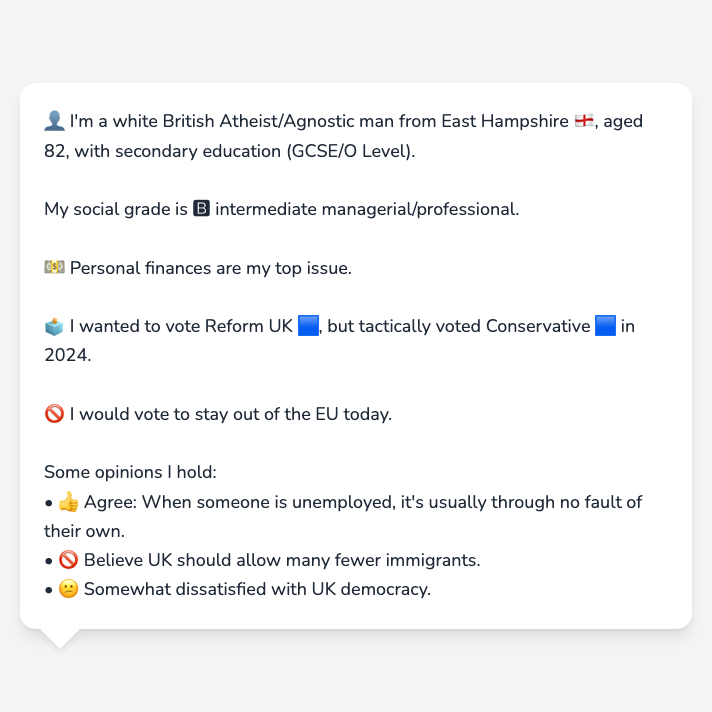 👤 I'm a white British Atheist/Agnostic man from East Hampshire 🏴󠁧󠁢󠁥󠁮󠁧󠁿, aged
82, with secondary education (GCSE/O Level).
My social grade is 🅱 intermediate managerial/professional.
💵 Personal finances are my top issue.
🗳️ I wanted to vote Reform UK 🟦, but tactically voted Conservative 🟦 in
2024.
🚫 I would vote to stay out of the EU today.
Some opinions I hold:
• 👍 Agree: When someone is unemployed, it's usually through no fault of
their own.
• 🚫 Believe UK should allow many fewer immigrants.
• 😕 Somewhat dissatisfied with UK democracy.